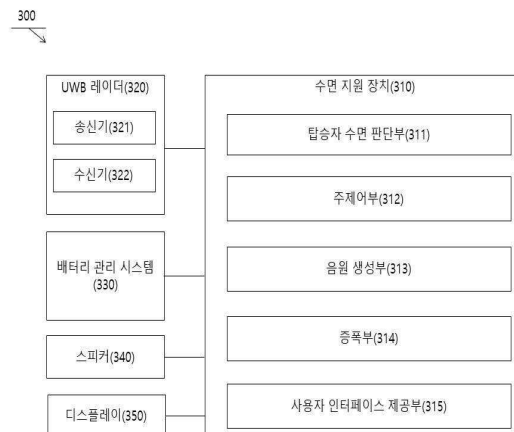 300
UWB 레이더(320)
송신기(321)
수신기(322)
배터리 관리 시스템
(330)
스피커(340)
디스플레이(350)
수면 지원 장치(310)
탑승자 수면 판단부(311)
주제어부(312)
음원 생성부(313)
증폭부(314)
사용자 인터페이스 제공부(315)